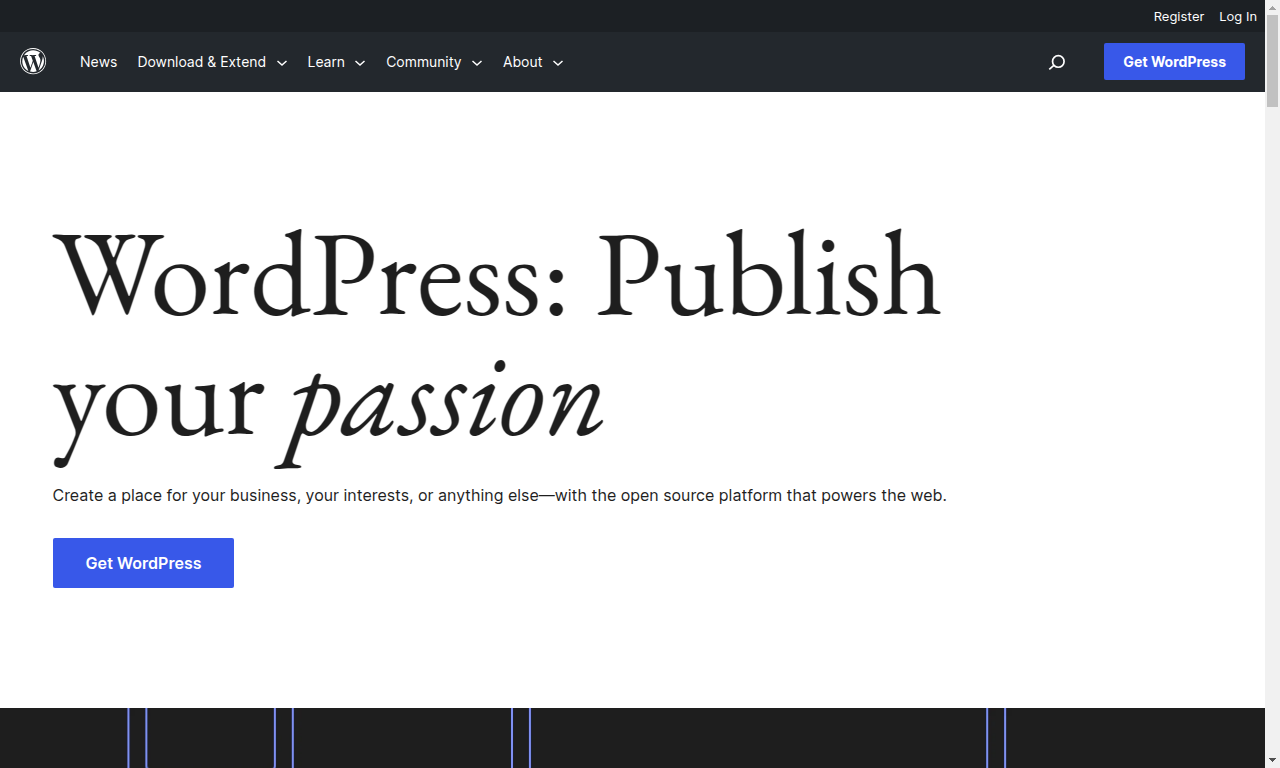 Register Log In
News Download & Extend Learn Community About Get WordPress
WordPress: Publish
your passion
Create a place for your business, your interests, or anything else—with the open source platform that powers the web.
Get WordPress